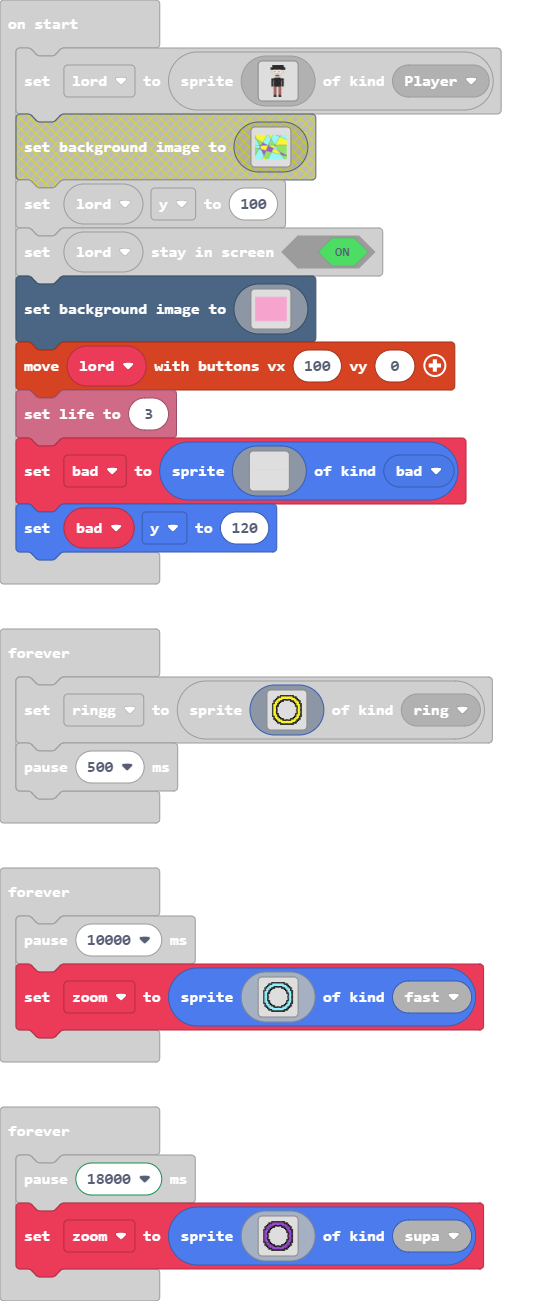 on start
set lord to sprite of kind Player
set background image to
set lord y to 100
set lord stay in screen ON
set background image to
move lord with buttons vx 100 vy 0
set life to 3
set bad to sprite of kind bad
set bad y to 120
forever
set ringg to sprite of kind ring
pause 500 ms
forever
pause 10000 ms
set zoom to sprite of kind fast
forever
pause 18000 ms
set zoom to sprite of kind supa